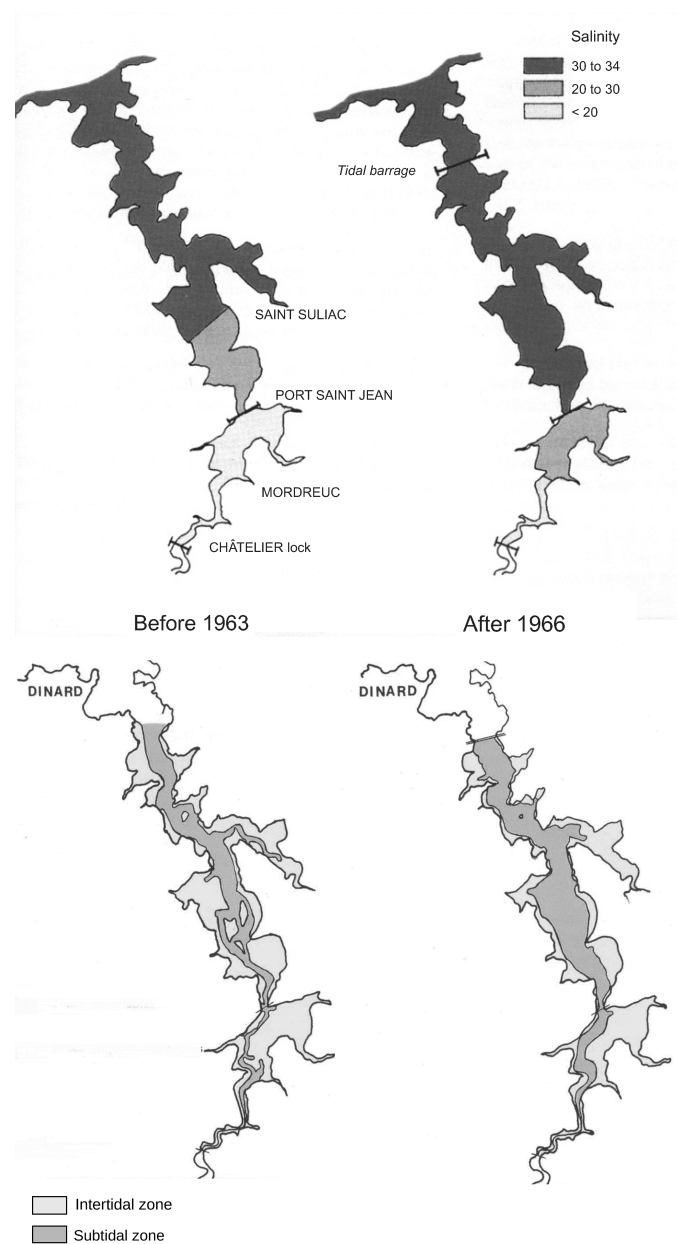 Salinity
30 to 34
20 to 30
< 20
Tidal barrage
SAINT SULIAC
PORT SAINT JEAN
MORDREUC
CHÂTELIER lock
Before 1963
After 1966
DINARD
DINARD
Intertidal zone
Subtidal zone